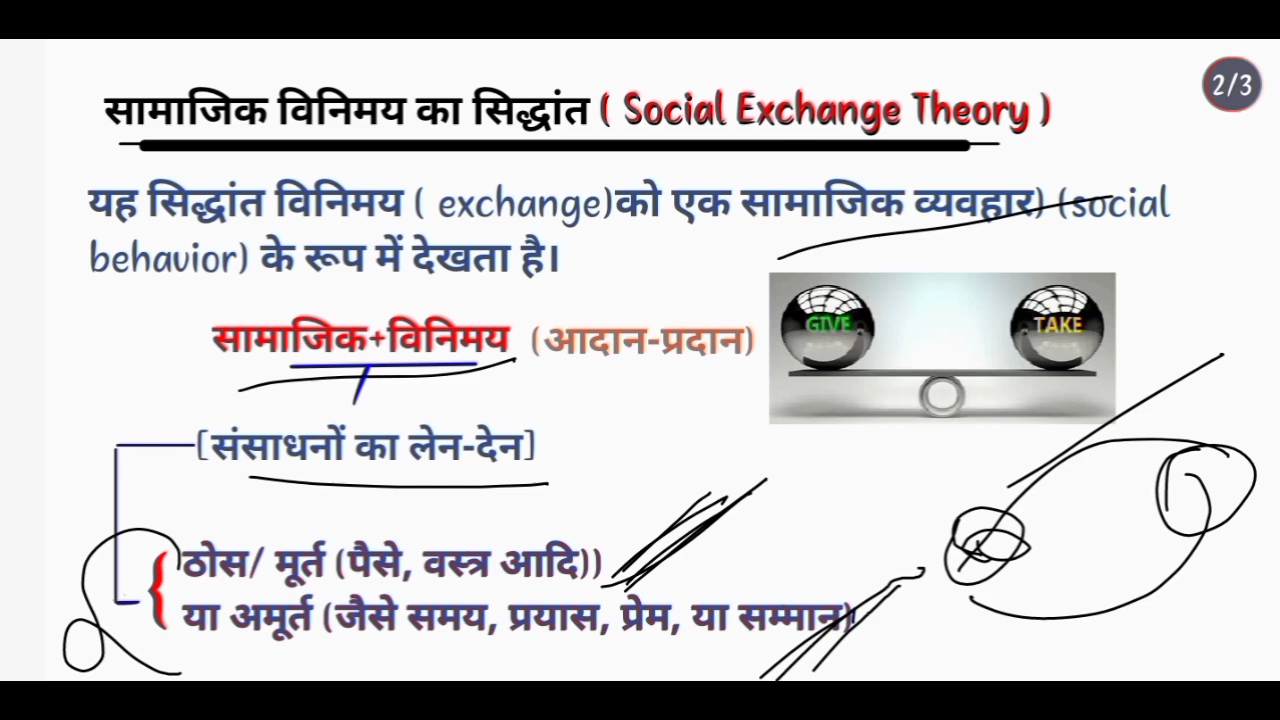 2/3
सामाजिक विनिमय का सिद्धांत ( Social Exchange Theory )
यह सिद्धांत विनिमय ( exchange)को एक सामाजिक व्यवहार) (social
behavior) के रूप में देखता है।
GIVE TAKE
सामाजिक+विनिमय (आदान-प्रदान)
[संसाधनों का लेन-देन]
ठोस/ मूर्त (पैसे, वस्त्र आदि))
या अमूर्त (जैसे समय, प्रयास, प्रेम, या सम्मान)